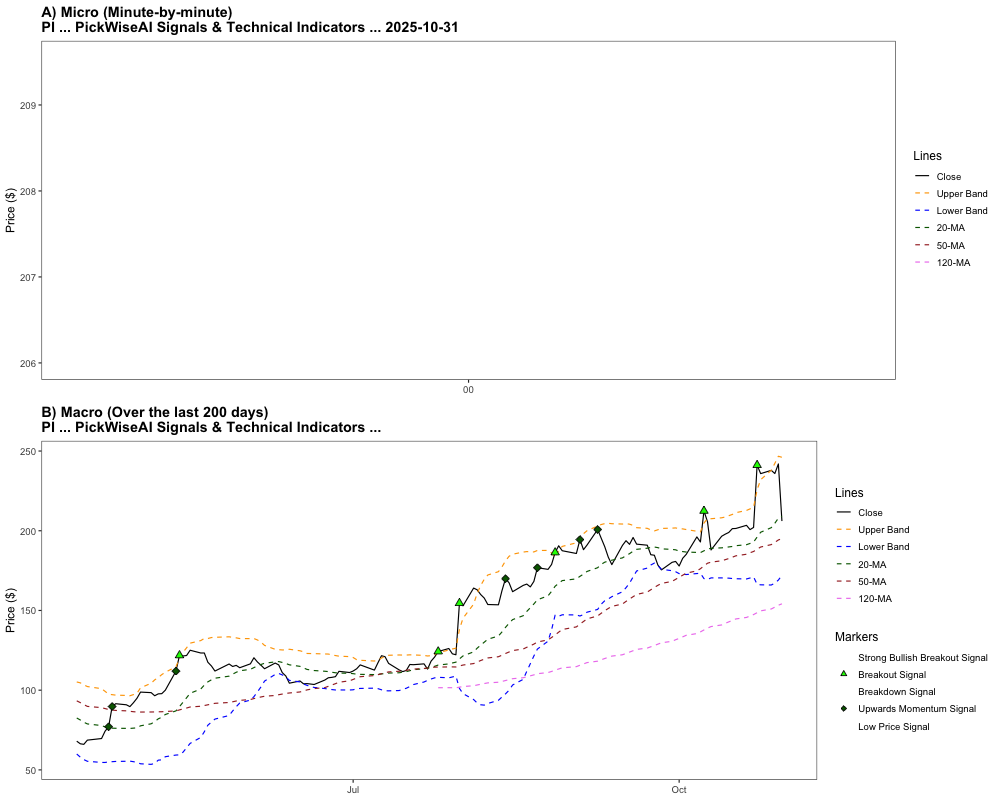 A) Micro (Minute-by-minute)
PI ... PickWiseAI Signals & Technical Indicators ... 2025-10-31
Price ($)
209
208
207
206
00
Lines
Close
Upper Band
Lower Band
20-MA
50-MA
120-MA
B) Macro (Over the last 200 days)
PI ... PickWiseAI Signals & Technical Indicators ...
Price ($)
250
200
150
100
50
Jul
Oct
Lines
Close
Upper Band
Lower Band
20-MA
50-MA
120-MA
Markers
Strong Bullish Breakout Signal
Breakout Signal
Breakdown Signal
Upwards Momentum Signal
Low Price Signal